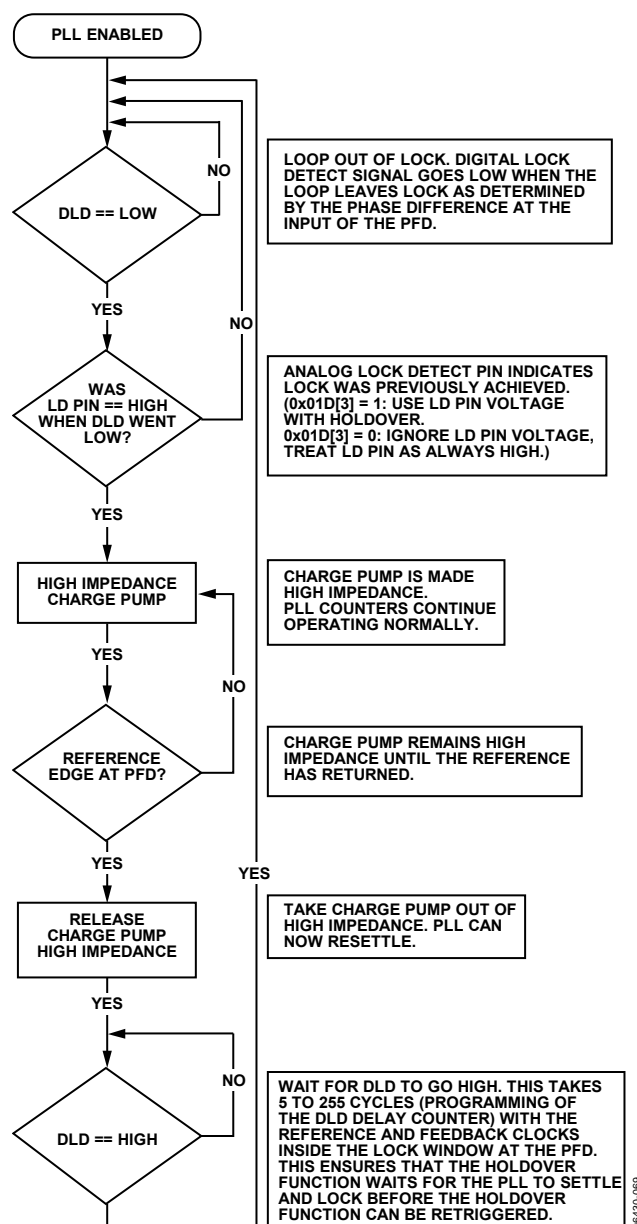 PLL ENABLED
NO
DLD == LOW
LOOP OUT OF LOCK. DIGITAL LOCK
DETECT SIGNAL GOES LOW WHEN THE
LOOP LEAVES LOCK AS DETERMINED
BY THE PHASE DIFFERENCE AT THE
INPUT OF THE PFD.
YES
NO
WAS
LD PIN == HIGH
WHEN DLD WENT
LOW?
ANALOG LOCK DETECT PIN INDICATES
LOCK WAS PREVIOUSLY ACHIEVED.
(0x01D[3] = 1: USE LD PIN VOLTAGE
WITH HOLDOVER.
0x01D[3] = 0: IGNORE LD PIN VOLTAGE,
TREAT LD PIN AS ALWAYS HIGH.)
YES
HIGH IMPEDANCE
CHARGE PUMP
CHARGE PUMP IS MADE
HIGH IMPEDANCE.
PLL COUNTERS CONTINUE
OPERATING NORMALLY.
YES
NO
REFERENCE
EDGE AT PFD?
CHARGE PUMP REMAINS HIGH
IMPEDANCE UNTIL THE REFERENCE
HAS RETURNED.
YES
YES
RELEASE
CHARGE PUMP
HIGH IMPEDANCE
TAKE CHARGE PUMP OUT OF
HIGH IMPEDANCE. PLL CAN
NOW RESETTLE.
YES
NO
DLD == HIGH
WAIT FOR DLD TO GO HIGH. THIS TAKES
5 TO 255 CYCLES (PROGRAMMING OF
THE DLD DELAY COUNTER) WITH THE
REFERENCE AND FEEDBACK CLOCKS
INSIDE THE LOCK WINDOW AT THE PFD.
THIS ENSURES THAT THE HOLDOVER
FUNCTION WAITS FOR THE PLL TO SETTLE
AND LOCK BEFORE THE HOLDOVER
FUNCTION CAN BE RETRIGGERED.